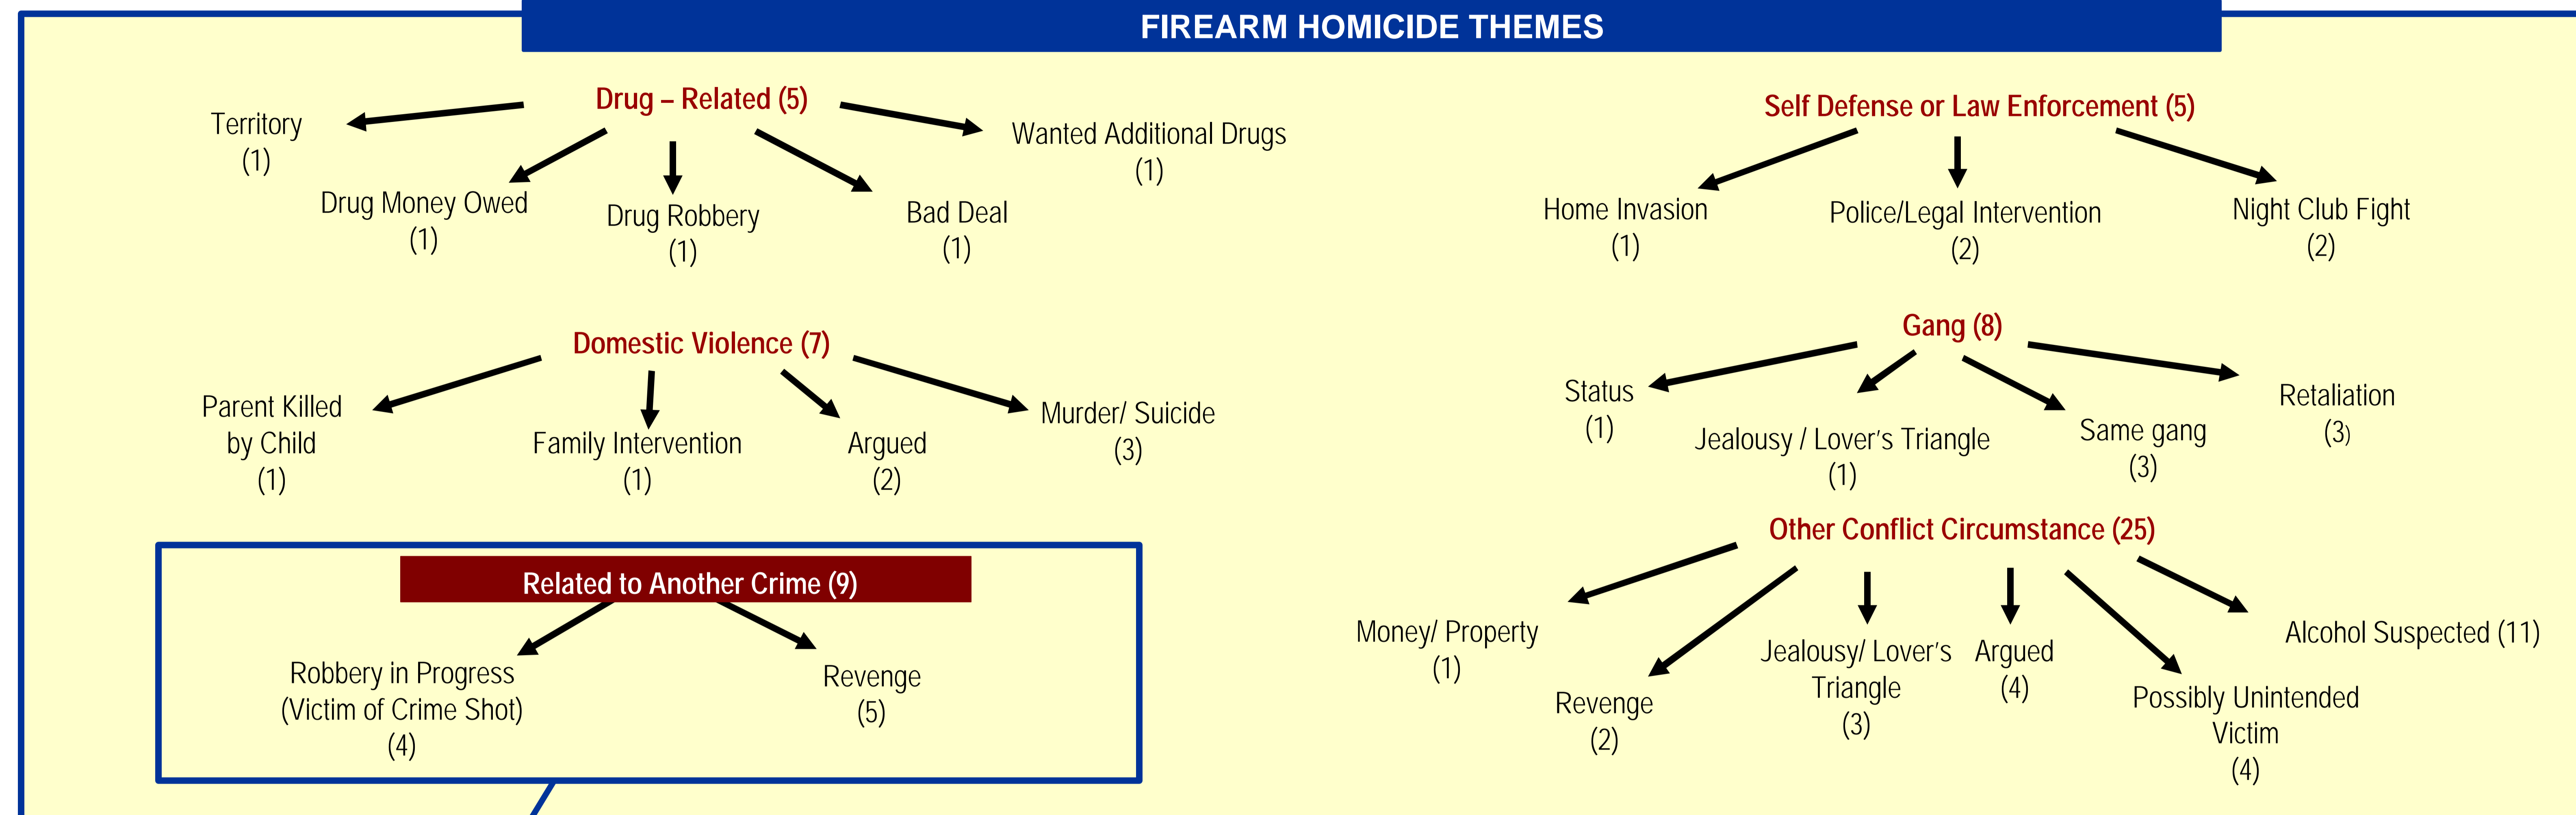 FIREARM HOMICIDE THEMES
Drug – Related (5)
Territory
(1)
Drug Money Owed
(1)
Drug Robbery
(1)
Bad Deal
(1)
Wanted Additional Drugs
(1)
Self Defense or Law Enforcement (5)
Home Invasion
(1)
Police/Legal Intervention
(2)
Night Club Fight
(2)
Domestic Violence (7)
Parent Killed
by Child
(1)
Family Intervention
(1)
Argued
(2)
Murder/ Suicide
(3)
Gang (8)
Status
(1)
Jealousy / Lover's Triangle
(1)
Same gang
(3)
Retaliation
(3)
Related to Another Crime (9)
Robbery in Progress
(Victim of Crime Shot)
(4)
Revenge
(5)
Other Conflict Circumstance (25)
Money/ Property
(1)
Revenge
(2)
Jealousy/ Lover's
Triangle
(3)
Argued
(4)
Possibly Unintended
Victim
(4)
Alcohol Suspected (11)